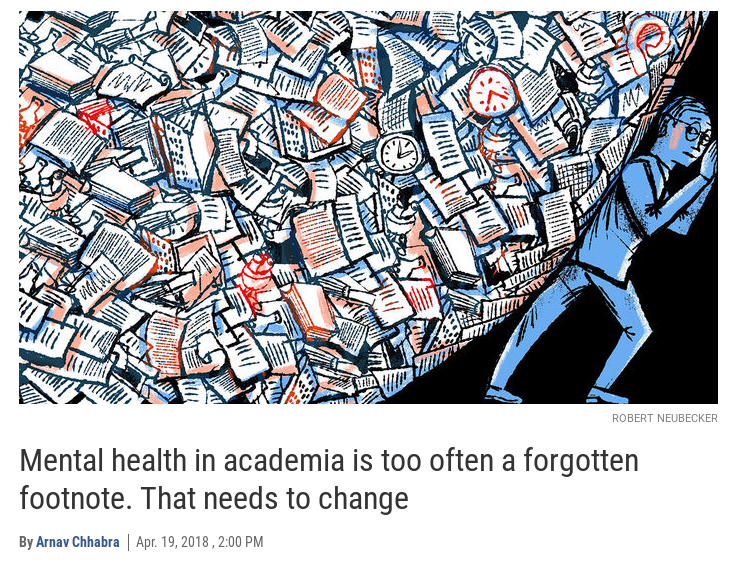 ROBERT NEUBECKER
Mental health in academia is too often a forgotten
footnote. That needs to change
By Arnav Chhabra | Apr. 19, 2018 , 2:00 PM